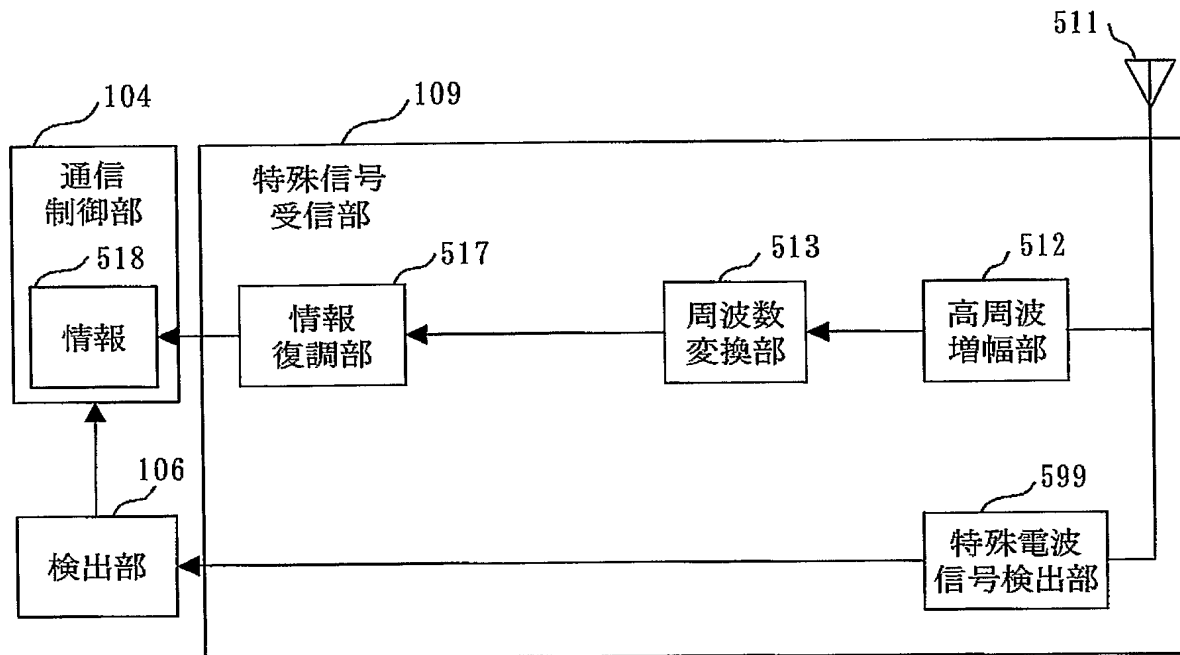 511
104
109
通信
制御部
特殊信号
受信部
518
517
513
512
情報
情報
復調部
周波数
変換部
高周波
増幅部
106
599
検出部
特殊電波
信号検出部